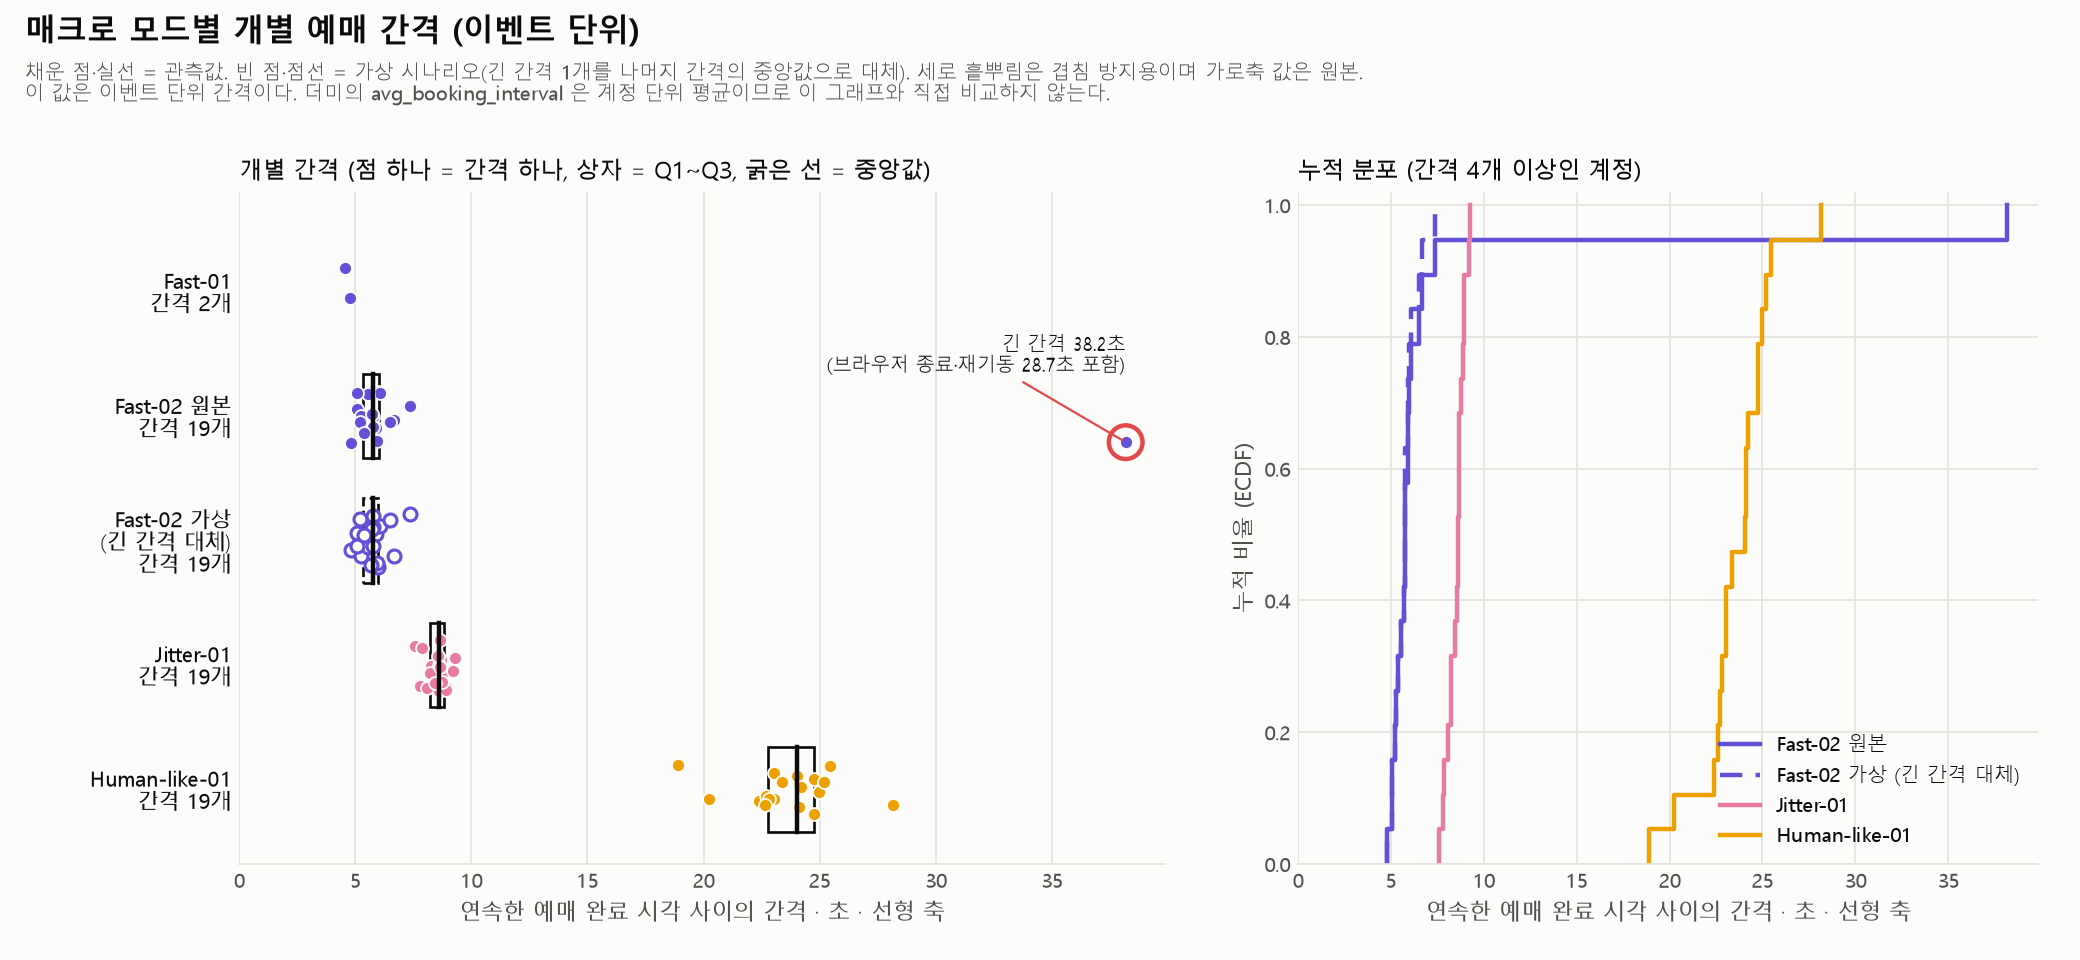 매크로 모드별 개별 예매 간격 (이벤트 단위)
채운 점·실선 = 관측값. 빈 점·점선 = 가상 시나리오(긴 간격 1개를 나머지 간격의 중앙값으로 대체). 세로 흩뿌림은 겹침 방지용이며 가로축 값은 원본.
이 값은 이벤트 단위 간격이다. 더미의 avg_booking_interval 은 계정 단위 평균이므로 이 그래프와 직접 비교하지 않는다.
개별 간격 (점 하나 = 간격 하나, 상자 = Q1~Q3, 굵은 선 = 중앙값)
Fast-01
간격 2개
Fast-02 원본
간격 19개
Fast-02 가상
(긴 간격 대체)
간격 19개
Jitter-01
간격 19개
Human-like-01
간격 19개
긴 간격 38.2초
(브라우저 종료·재기동 28.7초 포함)
0 5 10 15 20 25 30 35
연속한 예매 완료 시각 사이의 간격 · 초 · 선형 축
누적 분포 (간격 4개 이상인 계정)
누적 비율 (ECDF)
1.0
0.8
0.6
0.4
0.2
0.0
Fast-02 원본
Fast-02 가상 (긴 간격 대체)
Jitter-01
Human-like-01
0 5 10 15 20 25 30 35
연속한 예매 완료 시각 사이의 간격 · 초 · 선형 축